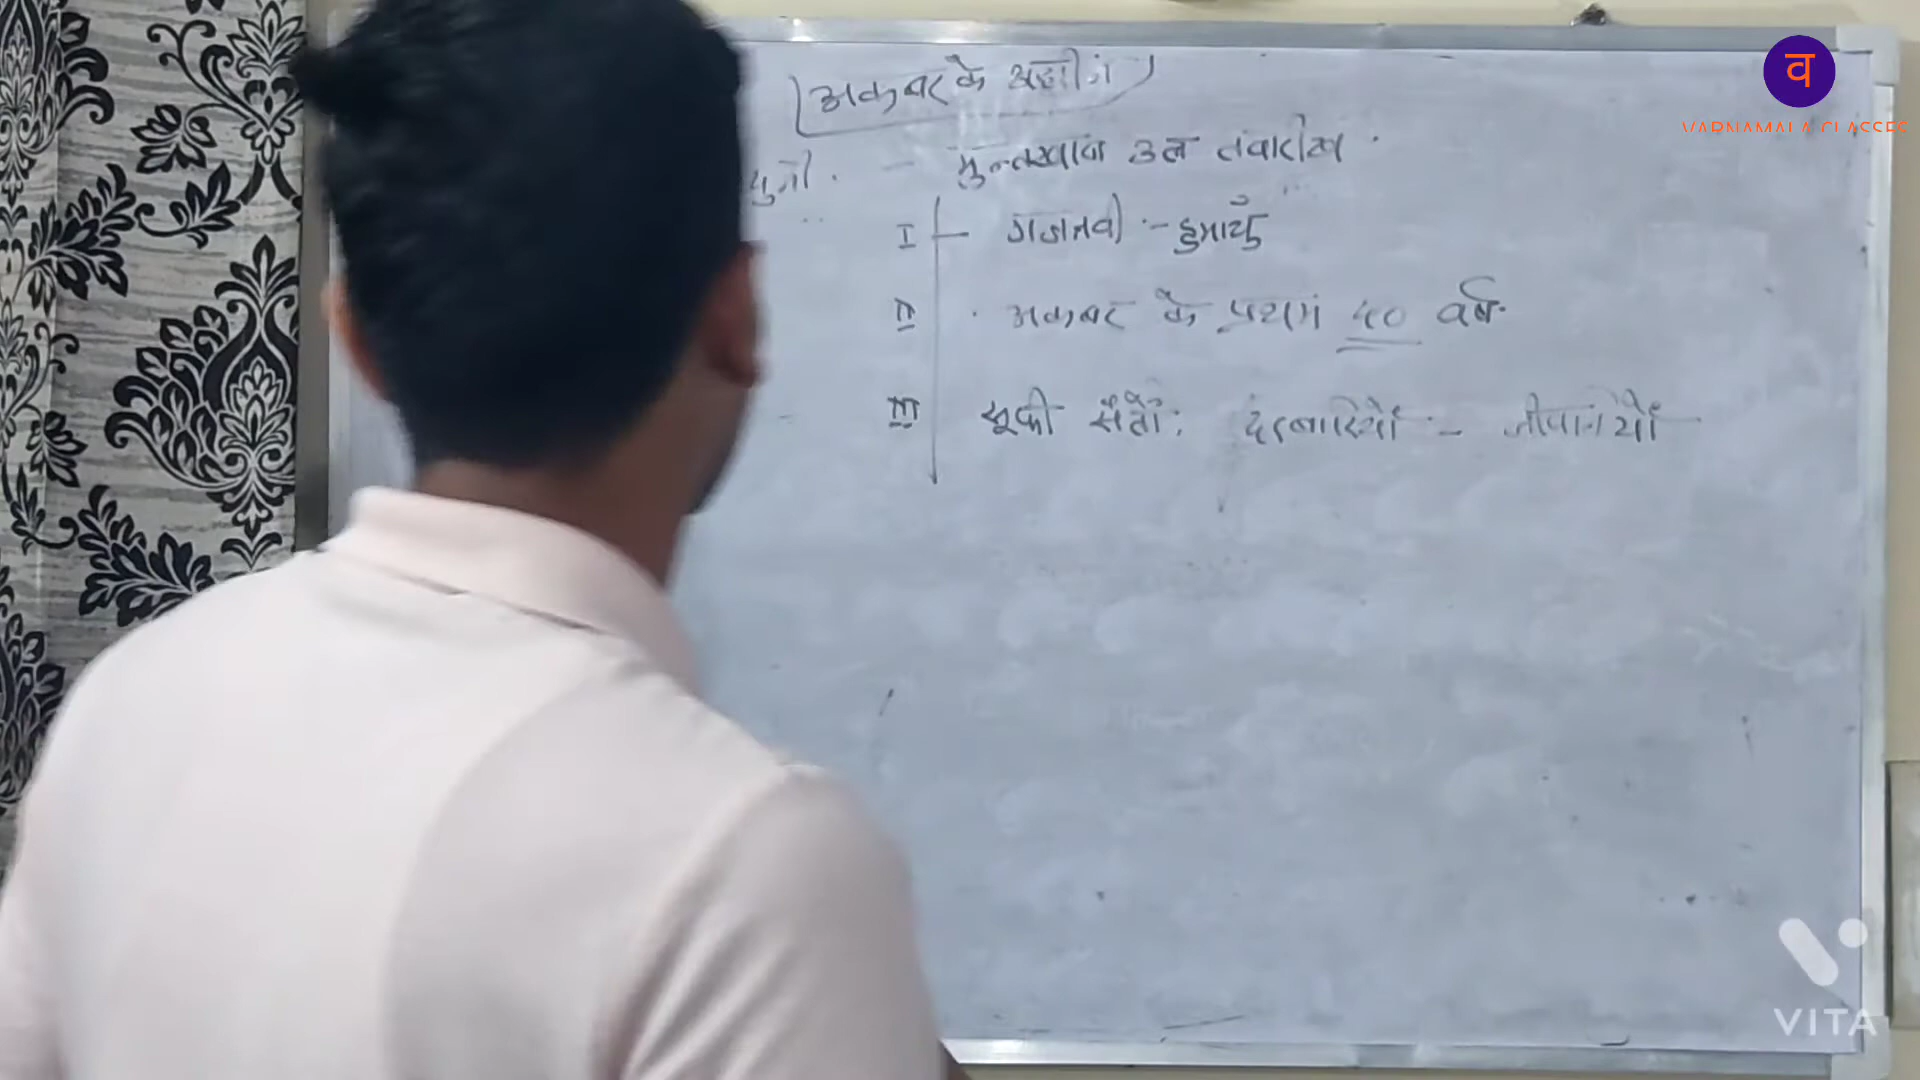 अकबर के अधीन
व
VARNAMALA CLASSES
युनी. - मुन्तखाब उल तवारीख.
I - गजनवी - हुमायुँ
II . अकबर के प्रथम 40 वर्ष.
III सूफी संतों: दरबारियों - जीवनियों
VITA